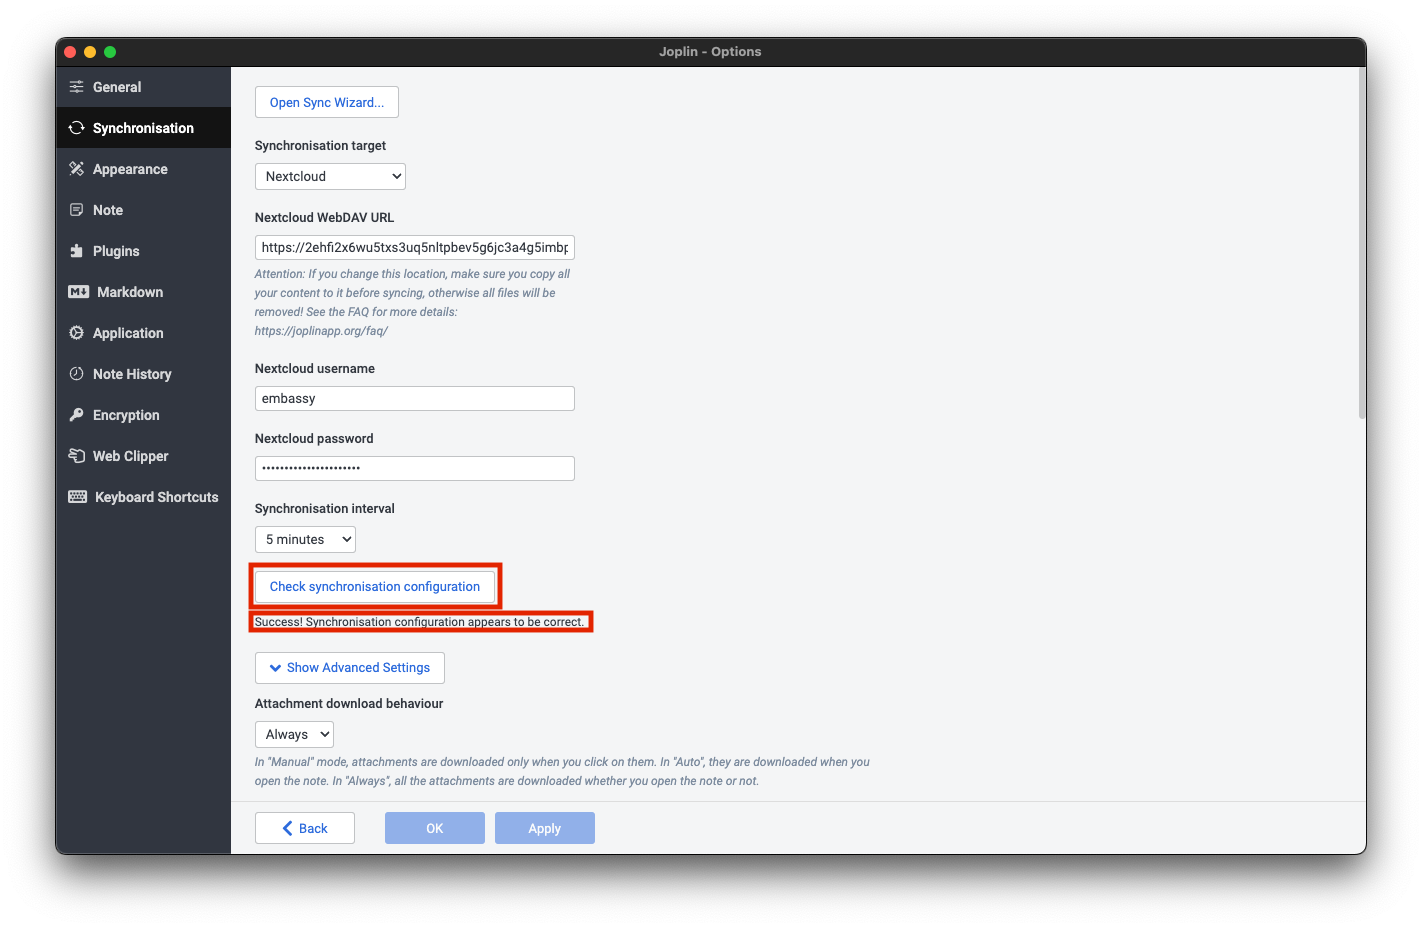 Joplin - Options
General
Synchronisation
Appearance
Note
Plugins
Markdown
Application
Note History
Encryption
Web Clipper
Keyboard Shortcuts
Open Sync Wizard...
Synchronisation target
Nextcloud
Nextcloud WebDAV URL
https://2ehfi2x6wu5txs3uq5nltpbev5g6jc3a4g5imbp
Attention: If you change this location, make sure you copy all
your content to it before syncing, otherwise all files will be
removed! See the FAQ for more details:
https://joplinapp.org/faq/
Nextcloud username
embassy
Nextcloud password
••••••••••••••••••••••
Synchronisation interval
5 minutes
Check synchronisation configuration
Success! Synchronisation configuration appears to be correct.
Show Advanced Settings
Attachment download behaviour
Always
In "Manual" mode, attachments are downloaded only when you click on them. In "Auto", they are downloaded when you
open the note. In "Always", all the attachments are downloaded whether you open the note or not.
Back
OK
Apply